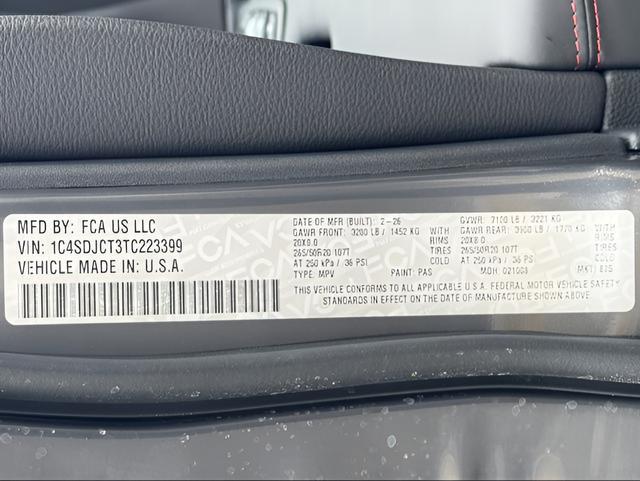 MFD BY: FCA US LLC
VIN: 1C4SDJCT3TC223399
VEHICLE MADE IN: U.S.A.
DATE OF MFR (BUILT): 2-26
GAWR FRONT: 3200 LB / 1452 KG WITH
20X8.0 RIMS
265/50R20 107T TIRES
AT 250 kPa / 36 PSI COLD
TYPE: MPV PAINT: PAS
GVWR: 7100 LB / 3221 KG
GAWR REAR: 3900 LB / 1770 KG WITH
20X8.0 RIMS
265/50R20 107T TIRES
AT 250 kPa / 36 PSI COLD
MDH: 021003 MKT:
THIS VEHICLE CONFORMS TO ALL APPLICABLE U.S.A. FEDERAL MOTOR VEHICLE SAFETY
STANDARDS IN EFFECT ON THE DATE OF MANUFACTURE SHOWN ABOVE.